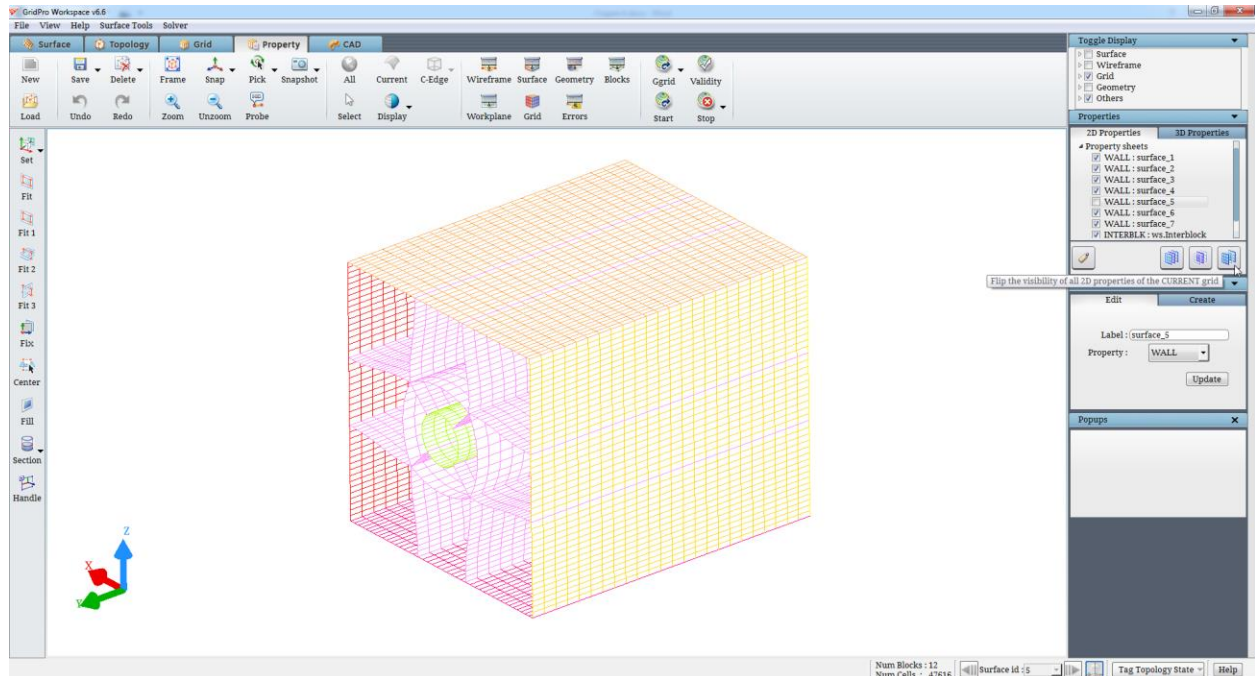 GridPro Workspace v6.6
File View Help Surface Tools Solver
Surface Topology Grid Property CAD
New Save Delete Frame Snap Pick Snapshot All Current C-Edge Wireframe Surface Geometry Blocks Ggrid Validity
Load Undo Redo Zoom Unzoom Probe Select Display Workplane Grid Errors Start Stop
Set
Fit
Fit 1
Fit 2
Fit 3
Fix
Center
Fill
Section
Handle
Z
X
Y
Toggle Display
Surface
Wireframe
Grid
Geometry
Others
Properties
2D Properties 3D Properties
Property sheets
WALL : surface_1
WALL : surface_2
WALL : surface_3
WALL : surface_4
WALL : surface_5
WALL : surface_6
WALL : surface_7
INTERBLK : ws.Interblock
Flip the visibility of all 2D properties of the CURRENT grid
Edit Create
Label : surface_5
Property : WALL
Update
Popups
Num Blocks : 12
Num Cells : 47616
Surface id : 5
Tag Topology State
Help